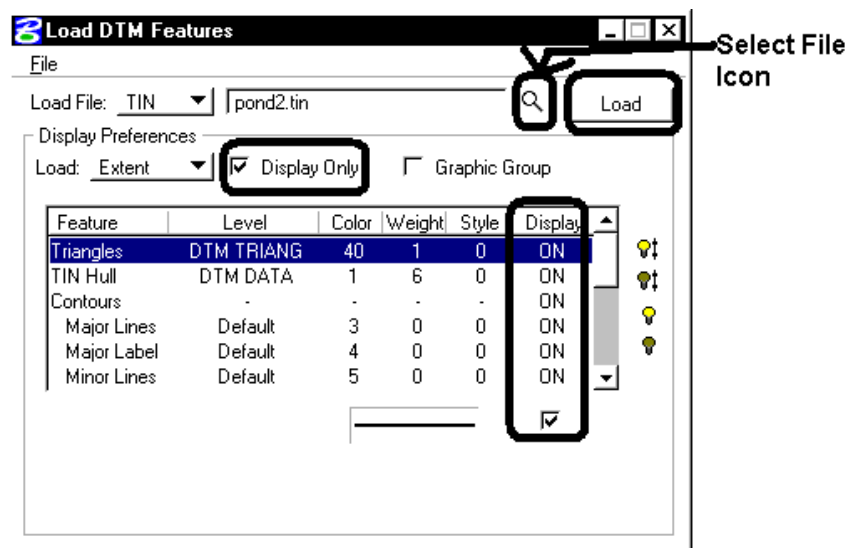 Load DTM Features
Select File
Icon
File
Load File: TIN pond2.tin Load
Display Preferences
Load: Extent Display Only Graphic Group
Feature Level Color Weight Style Display
Triangles DTM TRIANG 40 1 0 ON
TIN Hull DTM DATA 1 6 0 ON
Contours - - - - ON
Major Lines Default 3 0 0 ON
Major Label Default 4 0 0 ON
Minor Lines Default 5 0 0 ON